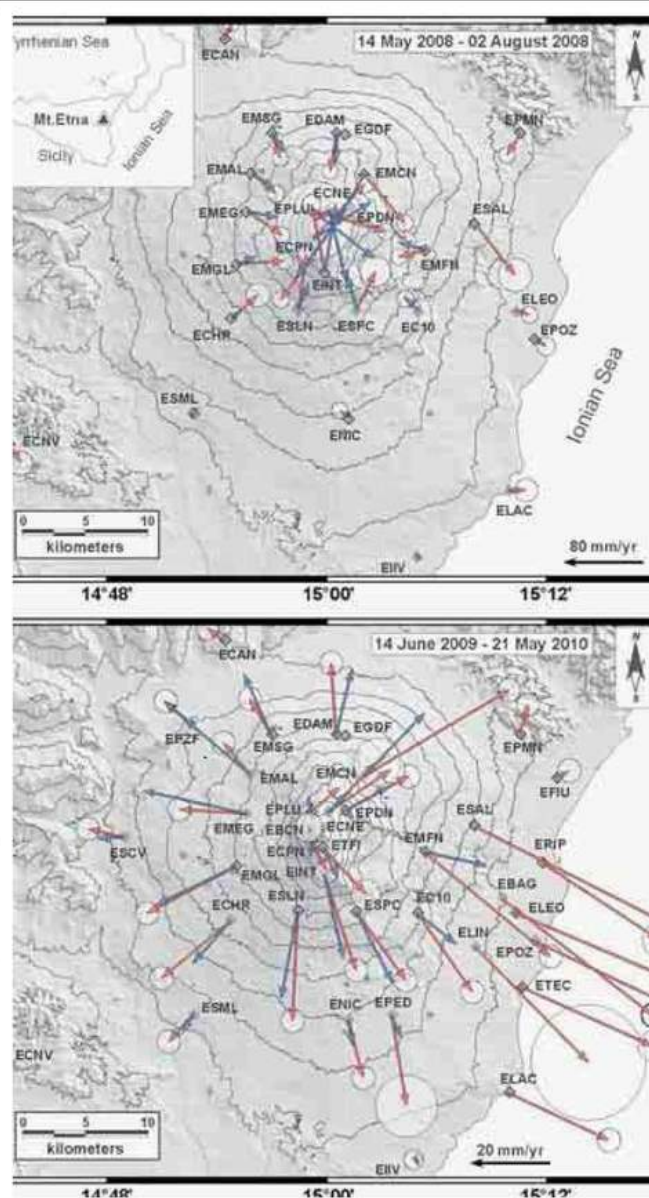 yrrhenian Sea
ECAN
14 May 2008 - 02 August 2008
N
S
Mt.Etna
Sicily
Ionian Sea
EMSG
EDAM
EGDF
EPMN
EMAL
EMCN
ECNE
EMEG
EPLU
EPDN
ESAL
ECPN
EMGL
EINT
EMFN
ELEO
ECHR
ESLN
ESPC
EC10
EPOZ
Ionian Sea
ESML
ENIC
ECNV
ELAC
0 5 10
kilometers
EIIV
80 mm/yr
14°48' 15°00' 15°12'
14 June 2009 - 21 May 2010
N
S
ECAN
EPZF
EMSG
EDAM
EGDF
EPMN
EMAL
EMCN
EFIU
EPLU
EPDN
ESAL
EMEG
EBCN
ECNE
ESCV
ECPN
ETFI
EMFN
ERIP
EMGL
EINT
EBAG
ECHR
ESLN
ESPC
EC10
ELEO
ELIN
EPOZ
ESML
ENIC
EPED
ETEC
ECNV
ELAC
0 5 10
kilometers
EIIV
20 mm/yr
14°48' 15°00' 15°12'